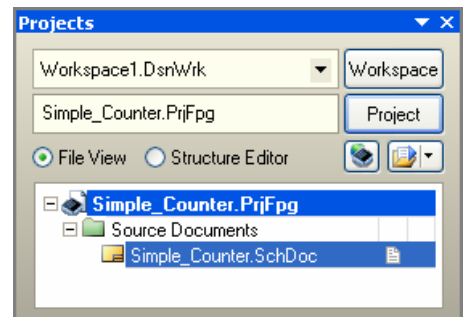 Projects
Workspace1.DsnWrk Workspace
Simple_Counter.PrjFpg Project
File View Structure Editor
Simple_Counter.PrjFpg
Source Documents
Simple_Counter.SchDoc